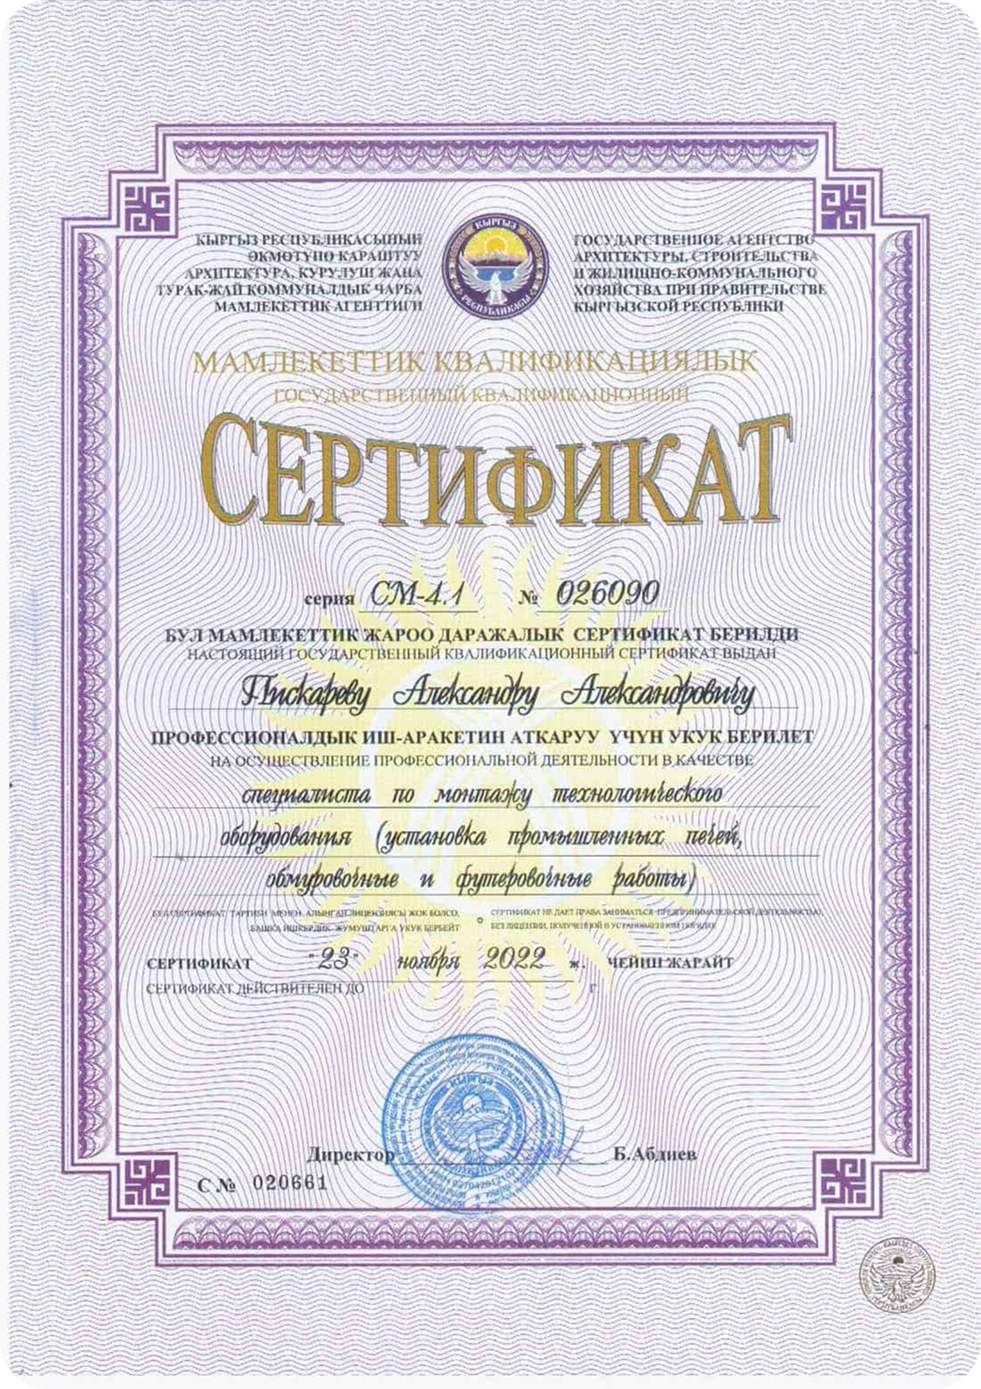 КЫРГЫЗ РЕСПУБЛИКАСЫНЫН
ӨКМӨТҮНӨ КАРАШТУУ
АРХИТЕКТУРА, КУРУЛУШ ЖАНА
ТУРАК-ЖАЙ КОММУНАЛДЫК ЧАРБА
МАМЛЕКЕТТИК АГЕНТТИГИ
КЫРГЫЗ
РЕСПУБЛИКАСЫ
ГОСУДАРСТВЕННОЕ АГЕНТСТВО
АРХИТЕКТУРЫ, СТРОИТЕЛЬСТВА
И ЖИЛИЩНО-КОММУНАЛЬНОГО
ХОЗЯЙСТВА ПРИ ПРАВИТЕЛЬСТВЕ
КЫРГЫЗСКОЙ РЕСПУБЛИКИ
МАМЛЕКЕТТИК КВАЛИФИКАЦИЯЛЫК
ГОСУДАРСТВЕННЫЙ КВАЛИФИКАЦИОННЫЙ
СЕРТИФИКАТ
серия СМ-4.1 № 026090
БУЛ МАМЛЕКЕТТИК ЖАРОО ДАРАЖАЛЫК СЕРТИФИКАТ БЕРИЛДИ
НАСТОЯЩИЙ ГОСУДАРСТВЕННЫЙ КВАЛИФИКАЦИОННЫЙ СЕРТИФИКАТ ВЫДАН
Пискареву Александру Александровичу
ПРОФЕССИОНАЛДЫК ИШ-АРАКЕТИН АТКАРУУ ҮЧҮН УКУК БЕРИЛЕТ
НА ОСУЩЕСТВЛЕНИЕ ПРОФЕССИОНАЛЬНОЙ ДЕЯТЕЛЬНОСТИ В КАЧЕСТВЕ
специалиста по монтажу технологического
оборудования (установка промышленных печей,
обмуровочные и футеровочные работы)
БУЛ СЕРТИФИКАТ ТАРТИБИ МЕНЕН АЛЫНГАН ЛИЦЕНЗИЯСЫ ЖОК БОЛСО,
БАШКА ИШКЕРДИК ЖУМУШТАРГА УКУК БЕРБЕЙТ
СЕРТИФИКАТ НЕ ДАЕТ ПРАВА ЗАНИМАТЬСЯ ПРЕДПРИНИМАТЕЛЬСКОЙ ДЕЯТЕЛЬНОСТЬЮ,
БЕЗ ЛИЦЕНЗИИ, ПОЛУЧЕННОЙ В УСТАНОВЛЕННОМ ПОРЯДКЕ
СЕРТИФИКАТ "23" ноября 2022 ж. ЧЕЙИН ЖАРАЙТ
СЕРТИФИКАТ ДЕЙСТВИТЕЛЕН ДО г.
Директор Б.Абдиев
С № 020661